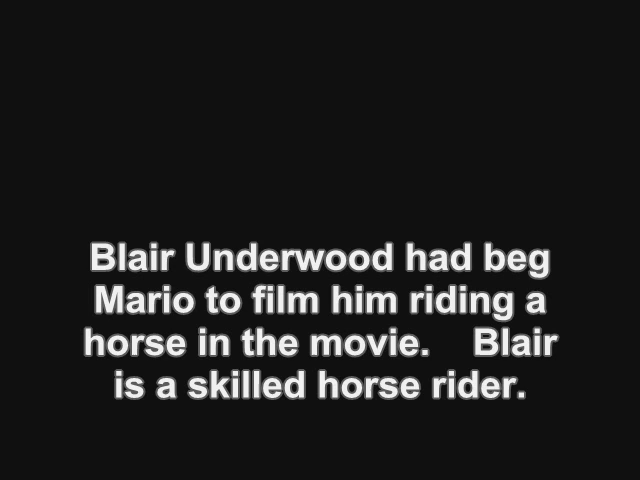 Blair Underwood had beg
Mario to film him riding a
horse in the movie.    Blair
is a skilled horse rider.